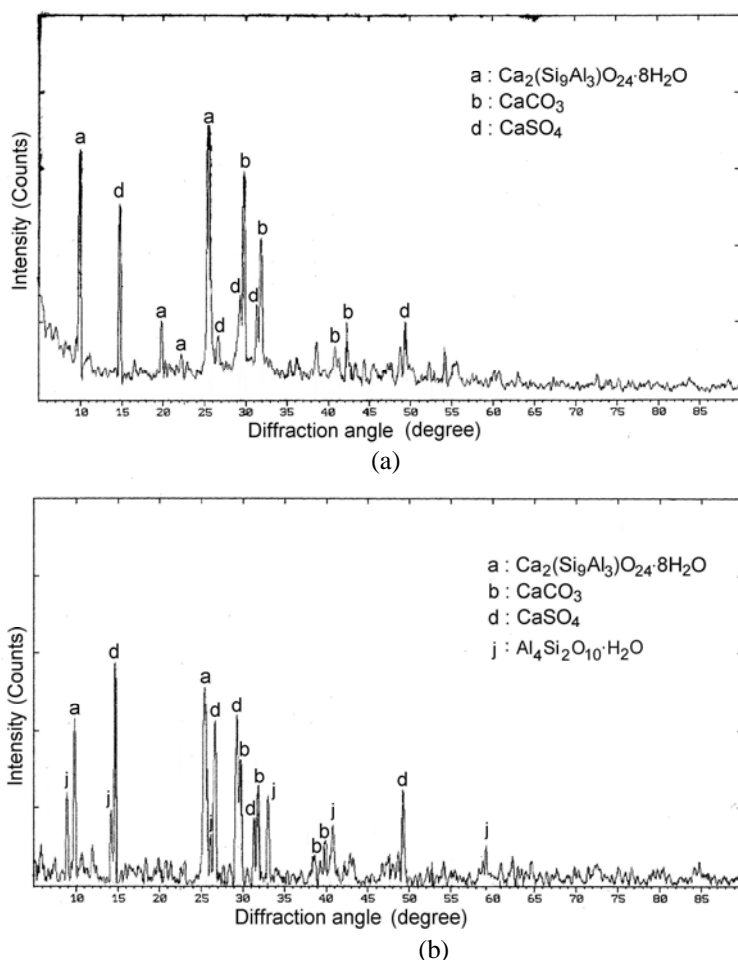 a : Ca₂(Si₉Al₃)O₂₄·8H₂O
b : CaCO₃
d : CaSO₄
a
a
b
d
b
d
d
a
a
d
b
b
d
Intensity (Counts)
10 15 20 25 30 35 40 45 50 55 60 65 70 75 80 85
Diffraction angle (degree)
(a)
a : Ca₂(Si₉Al₃)O₂₄·8H₂O
b : CaCO₃
d : CaSO₄
j : Al₄Si₂O₁₀·H₂O
d
a
a
d
d
b
b
j
j
j
j
d
j
b
b
d
j
Intensity (Counts)
10 15 20 25 30 35 40 45 50 55 60 65 70 75 80 85
Diffraction angle (degree)
(b)